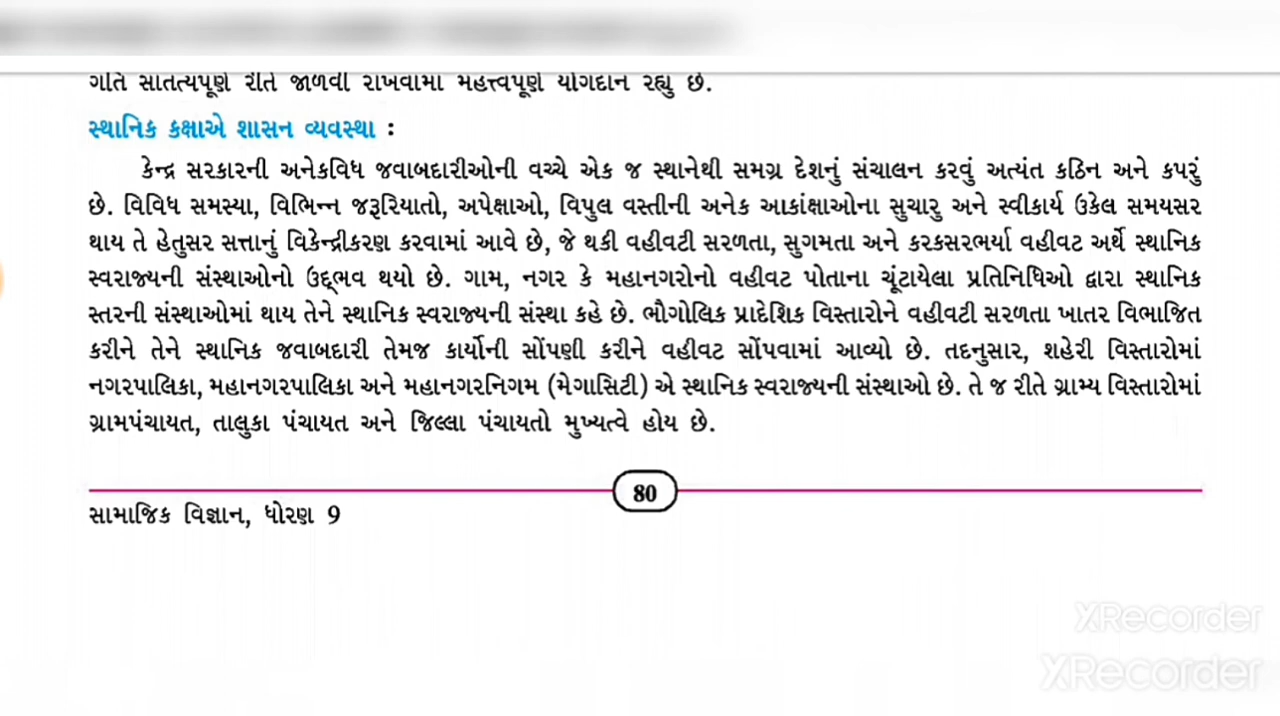 ગતિ સાતત્યપૂર્ણ રીતે જાળવી રાખવામાં મહત્ત્વપૂર્ણ યોગદાન રહ્યુ છે.
સ્થાનિક કક્ષાએ શાસન વ્યવસ્થા :
કેન્દ્ર સરકારની અનેકવિધ જવાબદારીઓની વચ્ચે એક જ સ્થાનેથી સમગ્ર દેશનું સંચાલન કરવું અત્યંત કઠિન અને કપરું
છે. વિવિધ સમસ્યા, વિભિન્ન જરૂરિયાતો, અપેક્ષાઓ, વિપુલ વસ્તીની અનેક આકાંક્ષાઓના સુચારુ અને સ્વીકાર્ય ઉકેલ સમયસર
થાય તે હેતુસર સત્તાનું વિકેન્દ્રીકરણ કરવામાં આવે છે, જે થકી વહીવટી સરળતા, સુગમતા અને કરકસરભર્યા વહીવટ અર્થે સ્થાનિક
સ્વરાજ્યની સંસ્થાઓનો ઉદ્દ્ભવ થયો છે. ગામ, નગર કે મહાનગરોનો વહીવટ પોતાના ચૂંટાયેલા પ્રતિનિધિઓ દ્વારા સ્થાનિક
સ્તરની સંસ્થાઓમાં થાય તેને સ્થાનિક સ્વરાજ્યની સંસ્થા કહે છે. ભૌગોલિક પ્રાદેશિક વિસ્તારોને વહીવટી સરળતા ખાતર વિભાજિત
કરીને તેને સ્થાનિક જવાબદારી તેમજ કાર્યોની સોંપણી કરીને વહીવટ સોંપવામાં આવ્યો છે. તદનુસાર, શહેરી વિસ્તારોમાં
નગરપાલિકા, મહાનગરપાલિકા અને મહાનગરનિગમ (મેગાસિટી) એ સ્થાનિક સ્વરાજ્યની સંસ્થાઓ છે. તે જ રીતે ગ્રામ્ય વિસ્તારોમાં
ગ્રામપંચાયત, તાલુકા પંચાયત અને જિલ્લા પંચાયતો મુખ્યત્વે હોય છે.
80
સામાજિક વિજ્ઞાન, ધોરણ 9
XRecorder
XRecorder